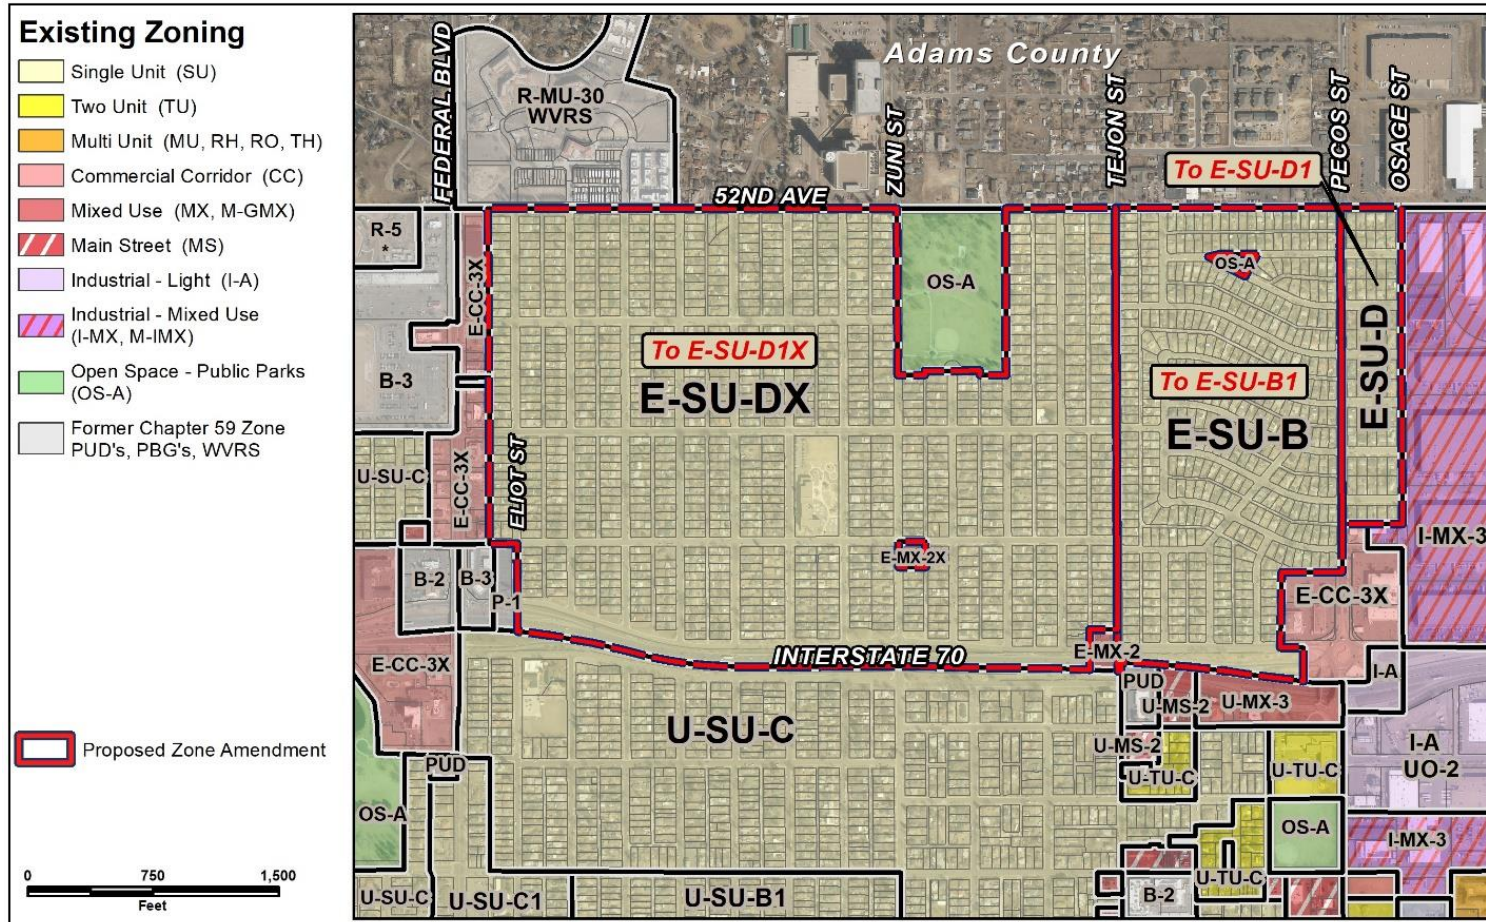 Existing Zoning
Single Unit (SU)
Two Unit (TU)
Multi Unit (MU, RH, RO, TH)
Commercial Corridor (CC)
Mixed Use (MX, M-GMX)
Main Street (MS)
Industrial - Light (I-A)
Industrial - Mixed Use
(I-MX, M-IMX)
Open Space - Public Parks
(OS-A)
Former Chapter 59 Zone
PUD's, PBG's, WVRS
Proposed Zone Amendment
0 750 1,500
Feet
Adams County
FEDERAL BLVD
R-MU-30
WVRS
ZUNI ST
TEJON ST
PECOS ST
OSAGE ST
To E-SU-D1
52ND AVE
R-5
*
E-CC-3X
OS-A
OS-A
To E-SU-D1X
E-SU-DX
To E-SU-B1
E-SU-B
E-SU-D
B-3
U-SU-C
E-CC-3X
ELIOT ST
I-MX-3
E-MX-2X
B-2
B-3
P-1
E-CC-3X
E-CC-3X
INTERSTATE 70
E-MX-2
I-A
PUD
U-MS-2
U-MX-3
U-SU-C
U-MS-2
I-A
UO-2
PUD
U-TU-C
U-TU-C
OS-A
OS-A
I-MX-3
U-TU-C
U-SU-C
U-SU-C1
U-SU-B1
B-2